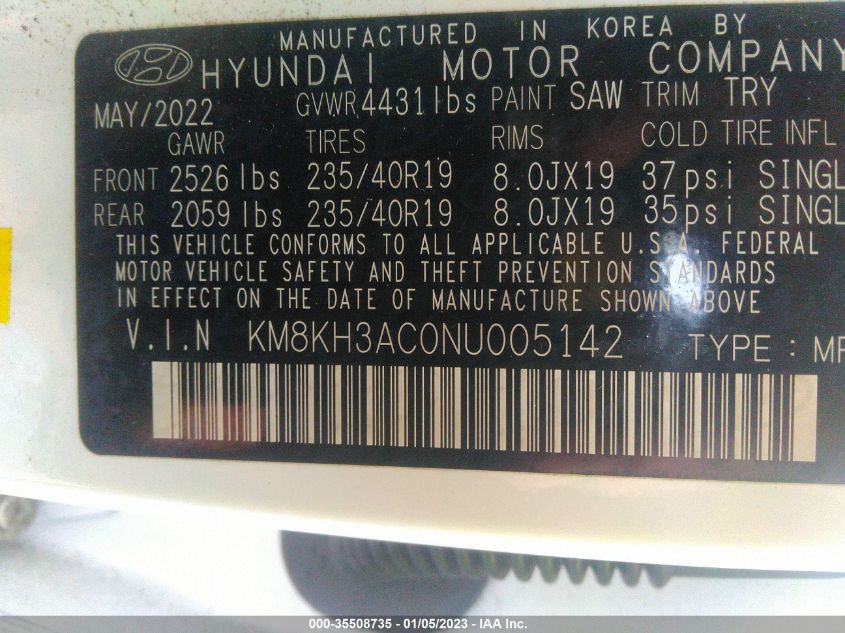 MANUFACTURED IN KOREA BY
HYUNDAI MOTOR COMPANY
MAY/2022 GVWR 4431 lbs PAINT SAW TRIM TRY
GAWR TIRES RIMS COLD TIRE INFL
FRONT 2526 lbs 235/40R19 8.0JX19 37psi SINGL
REAR 2059 lbs 235/40R19 8.0JX19 35psi SINGL
THIS VEHICLE CONFORMS TO ALL APPLICABLE U.S.A. FEDERAL
MOTOR VEHICLE SAFETY AND THEFT PREVENTION STANDARDS
IN EFFECT ON THE DATE OF MANUFACTURE SHOWN ABOVE
V.I.N KM8KH3AC0NU005142 TYPE : MP
000-35508735 - 01/05/2023 - IAA Inc.